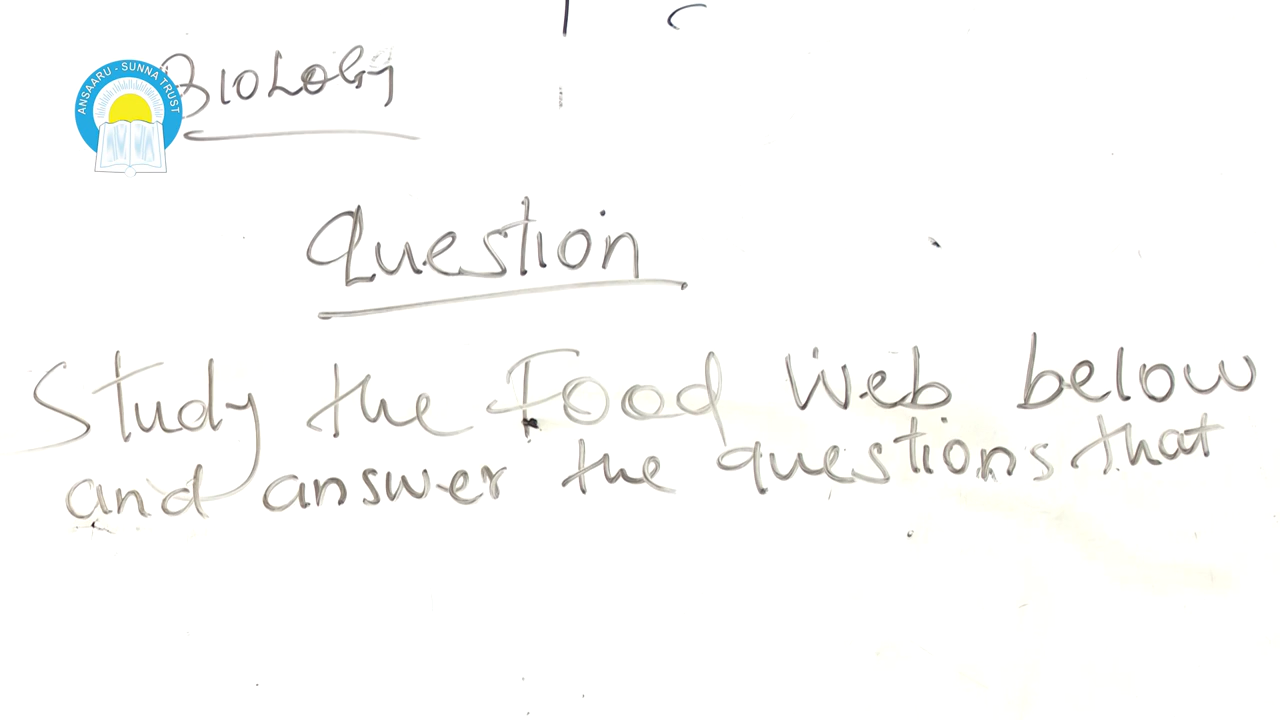 ANSAARU - SUNNA TRUST
BIOLOGY
Question
Study the Food Web below
and answer the questions that